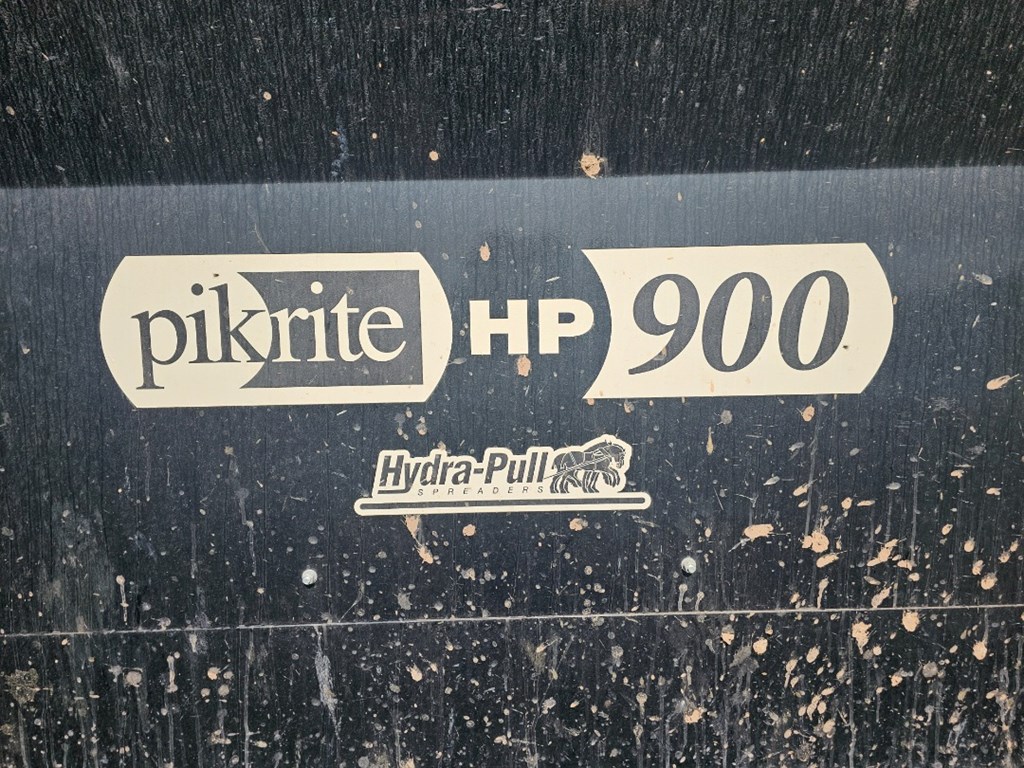 pikrite HP 900
Hydra-Pull
SPREADERS